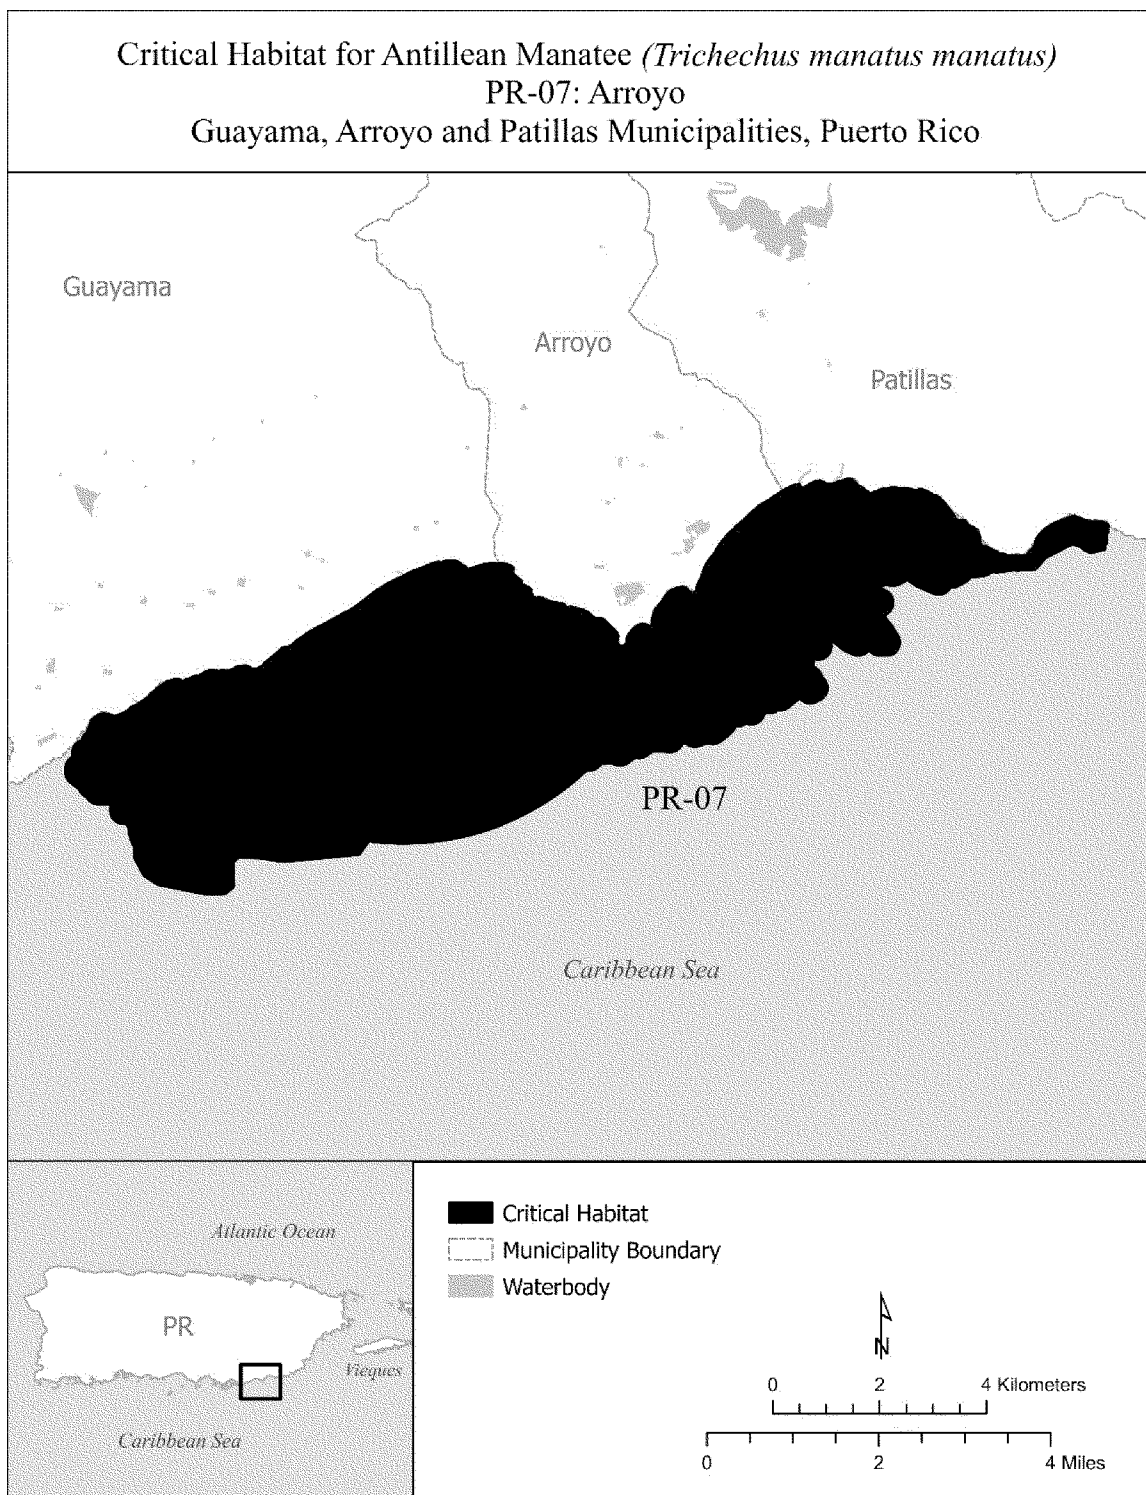 Critical Habitat for Antillean Manatee (Trichechus manatus manatus)
PR-07: Arroyo
Guayama, Arroyo and Patillas Municipalities, Puerto Rico
Guayama
Arroyo
Patillas
PR-07
Caribbean Sea
Atlantic Ocean
PR
Vieques
Caribbean Sea
Critical Habitat
Municipality Boundary
Waterbody
N
0 2 4 Kilometers
0 2 4 Miles